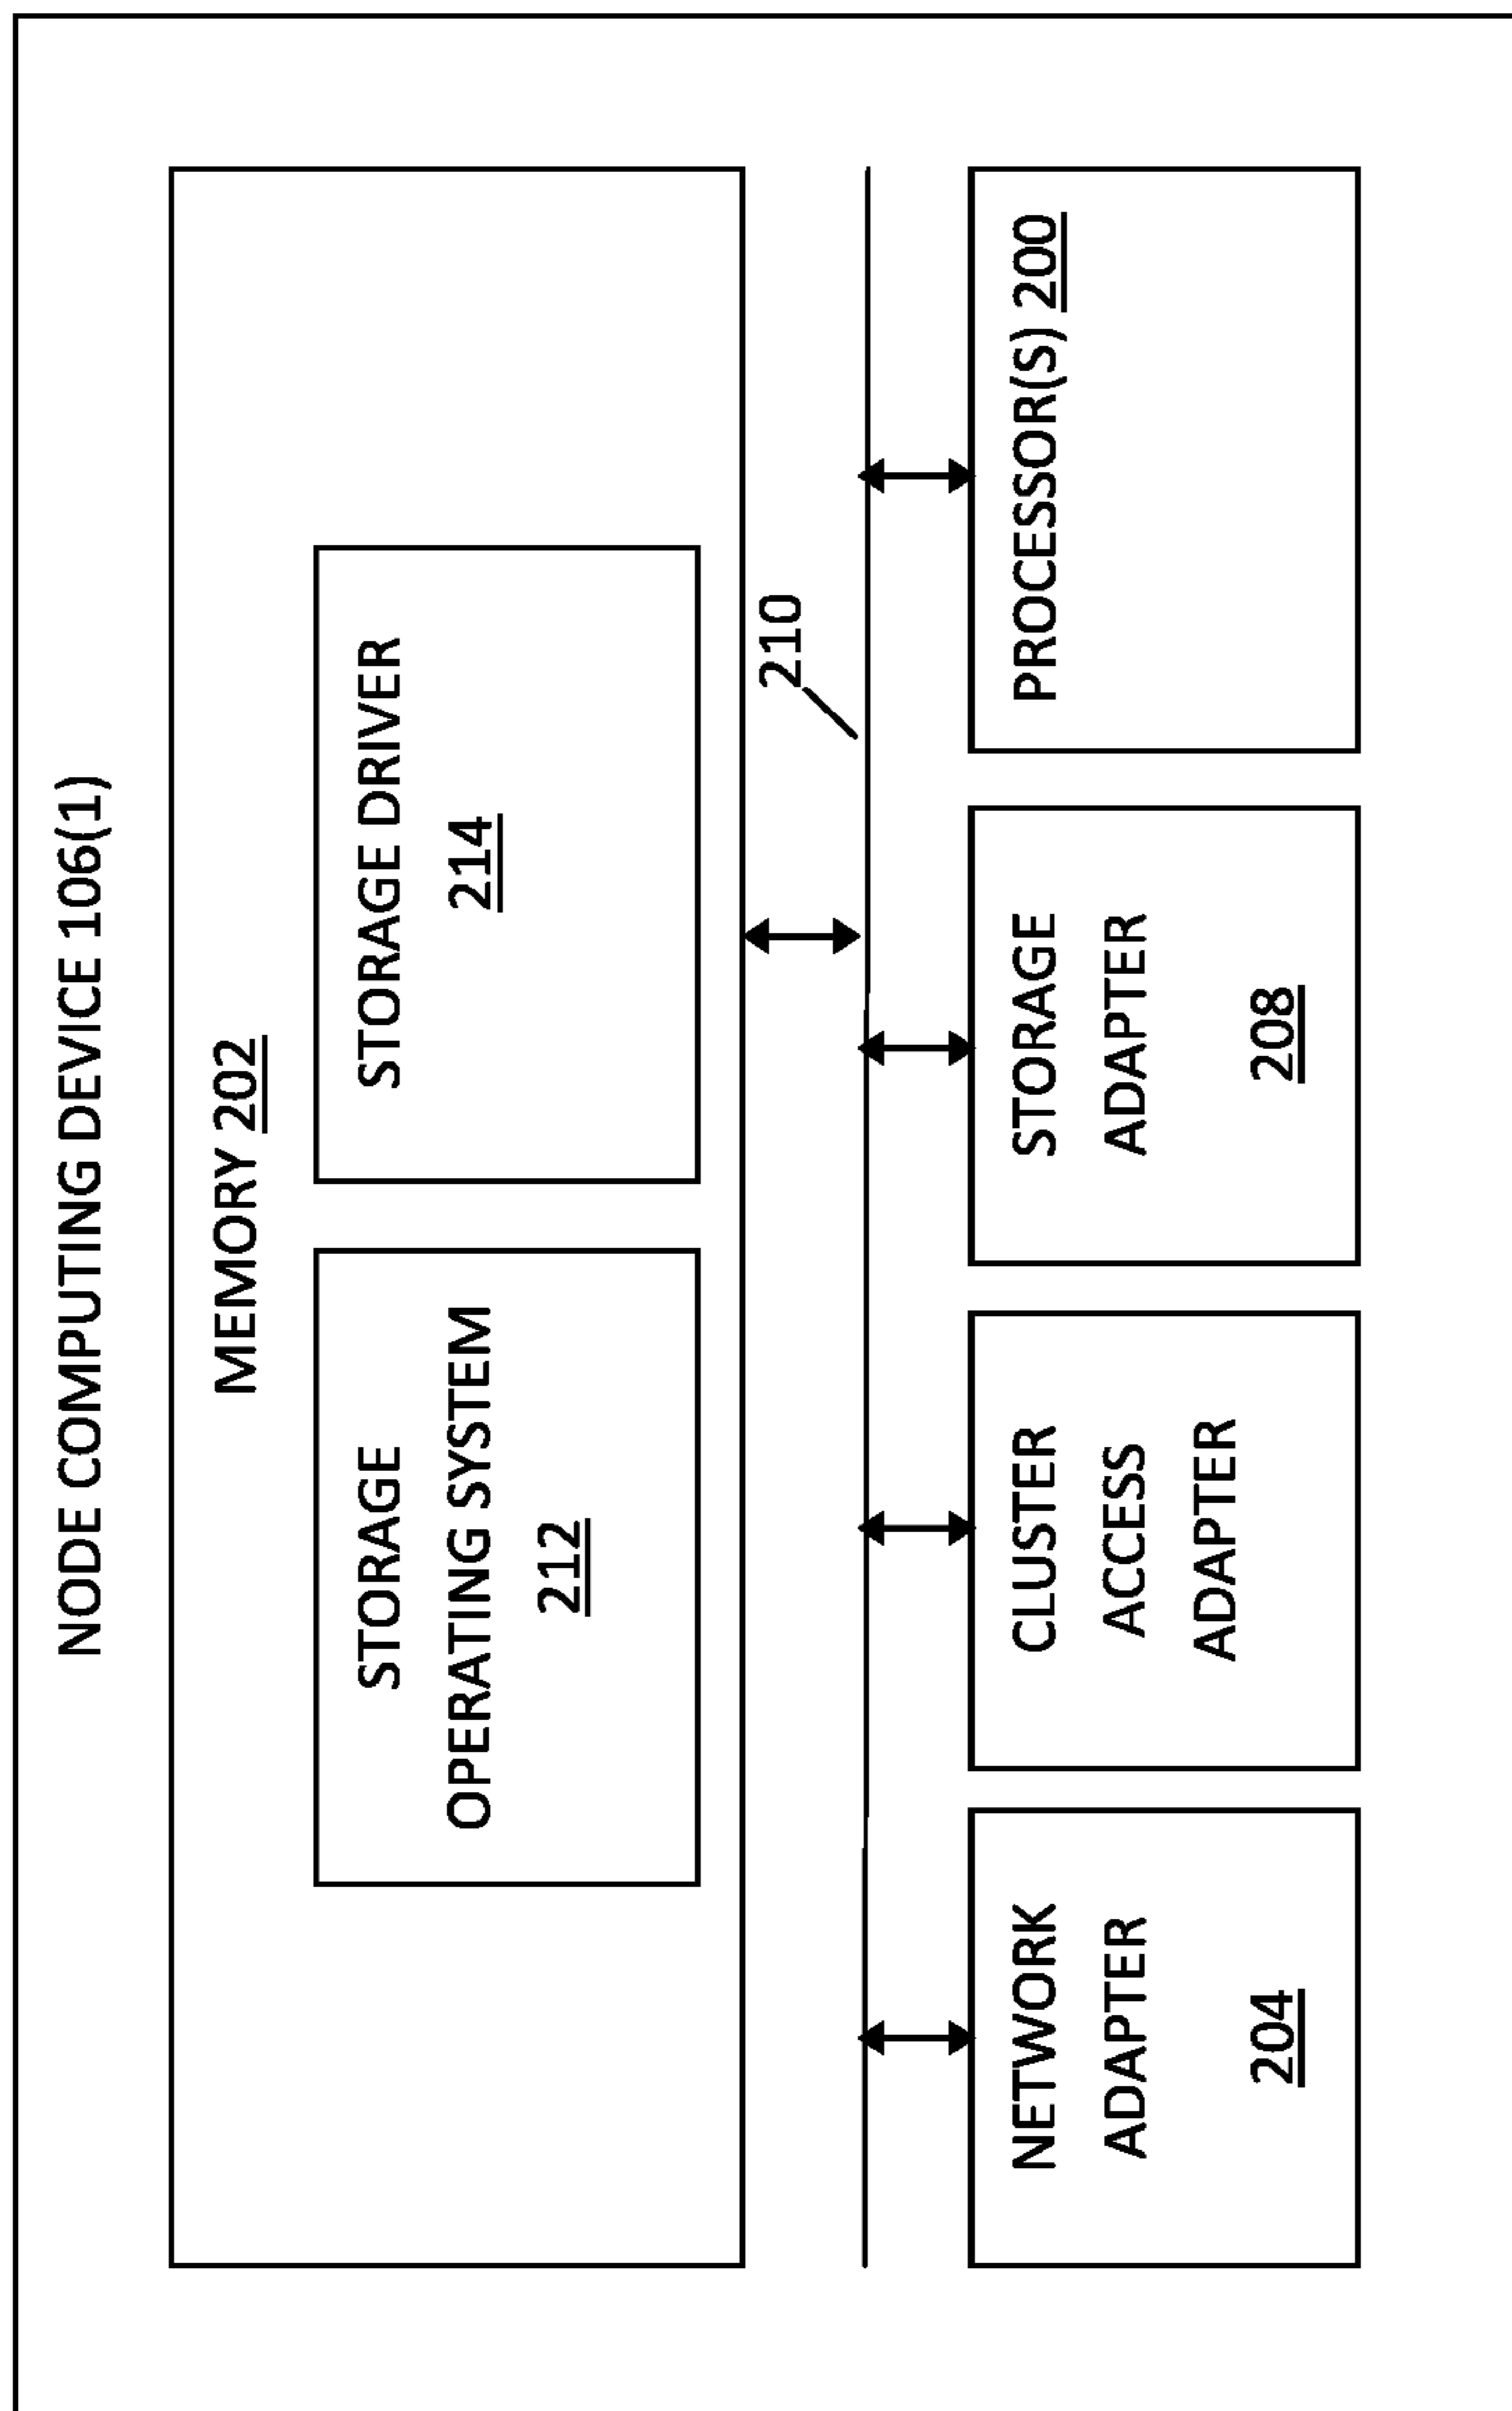 NODE COMPUTING DEVICE 106(1)
MEMORY 202
STORAGE
OPERATING SYSTEM
212
STORAGE DRIVER
214
210
NETWORK
ADAPTER
204
CLUSTER
ACCESS
ADAPTER
STORAGE
ADAPTER
208
PROCESSOR(S) 200